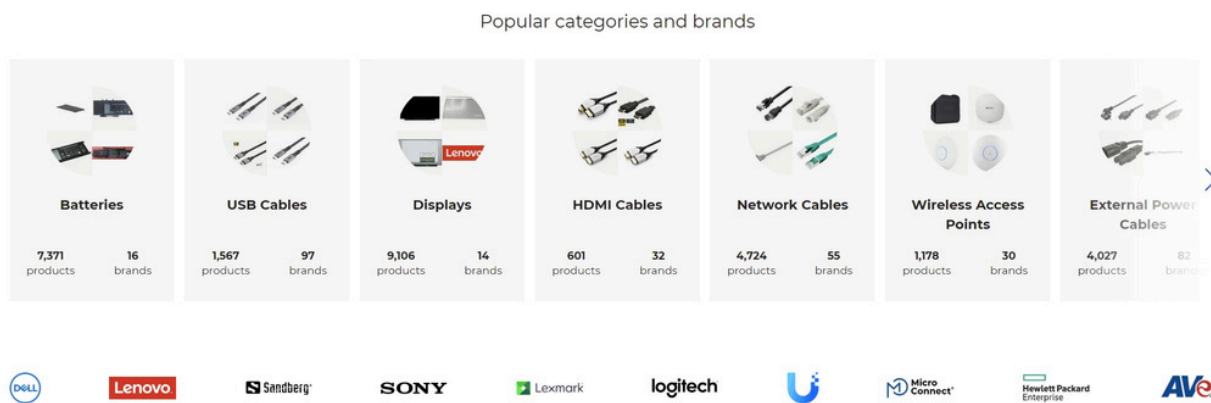 Popular categories and brands
Lenovo
Batteries
7,371 16
products brands
USB Cables
1,567 97
products brands
Displays
9,106 14
products brands
HDMI Cables
601 32
products brands
Network Cables
4,724 55
products brands
Wireless Access
Points
1,178 30
products brands
External Power
Cables
4,027 82
products brands
DELL
Lenovo
Sandberg
SONY
Lexmark
logitech
Micro
Connect
Hewlett Packard
Enterprise
AVe